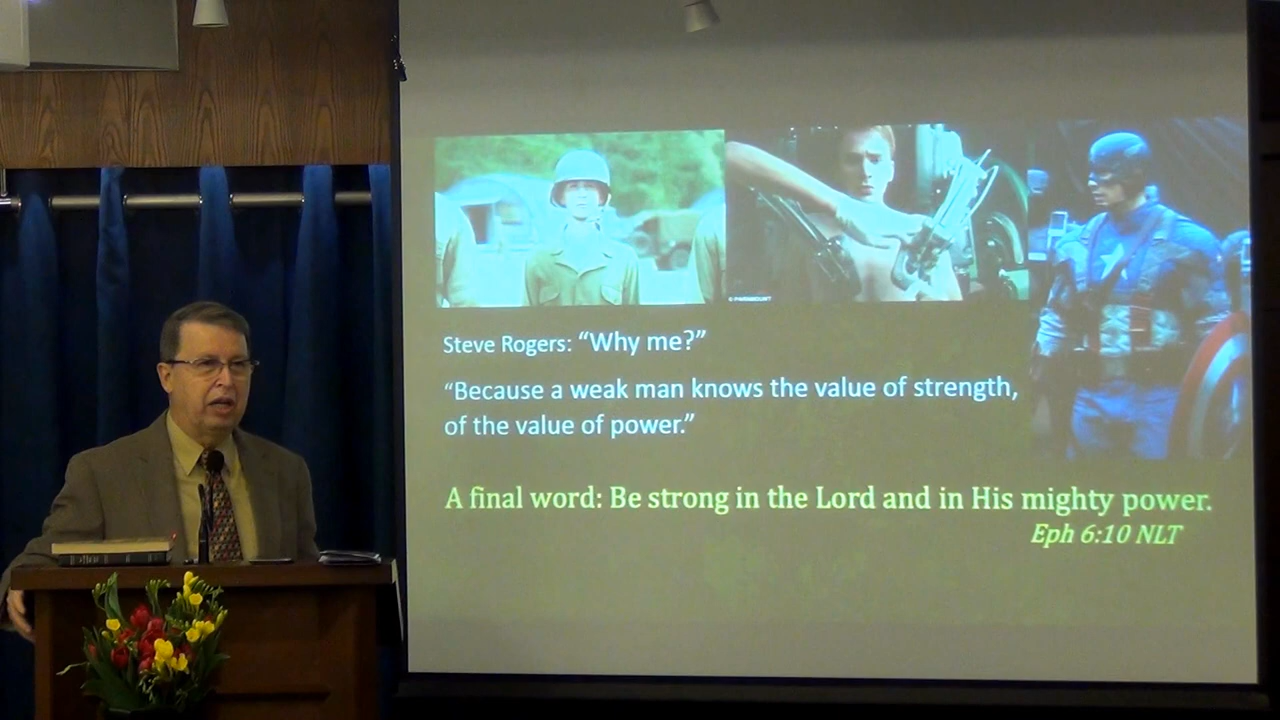 © PARAMOUNT
Steve Rogers: “Why me?”
“Because a weak man knows the value of strength,
of the value of power.”
A final word: Be strong in the Lord and in His mighty power.
Eph 6:10 NLT